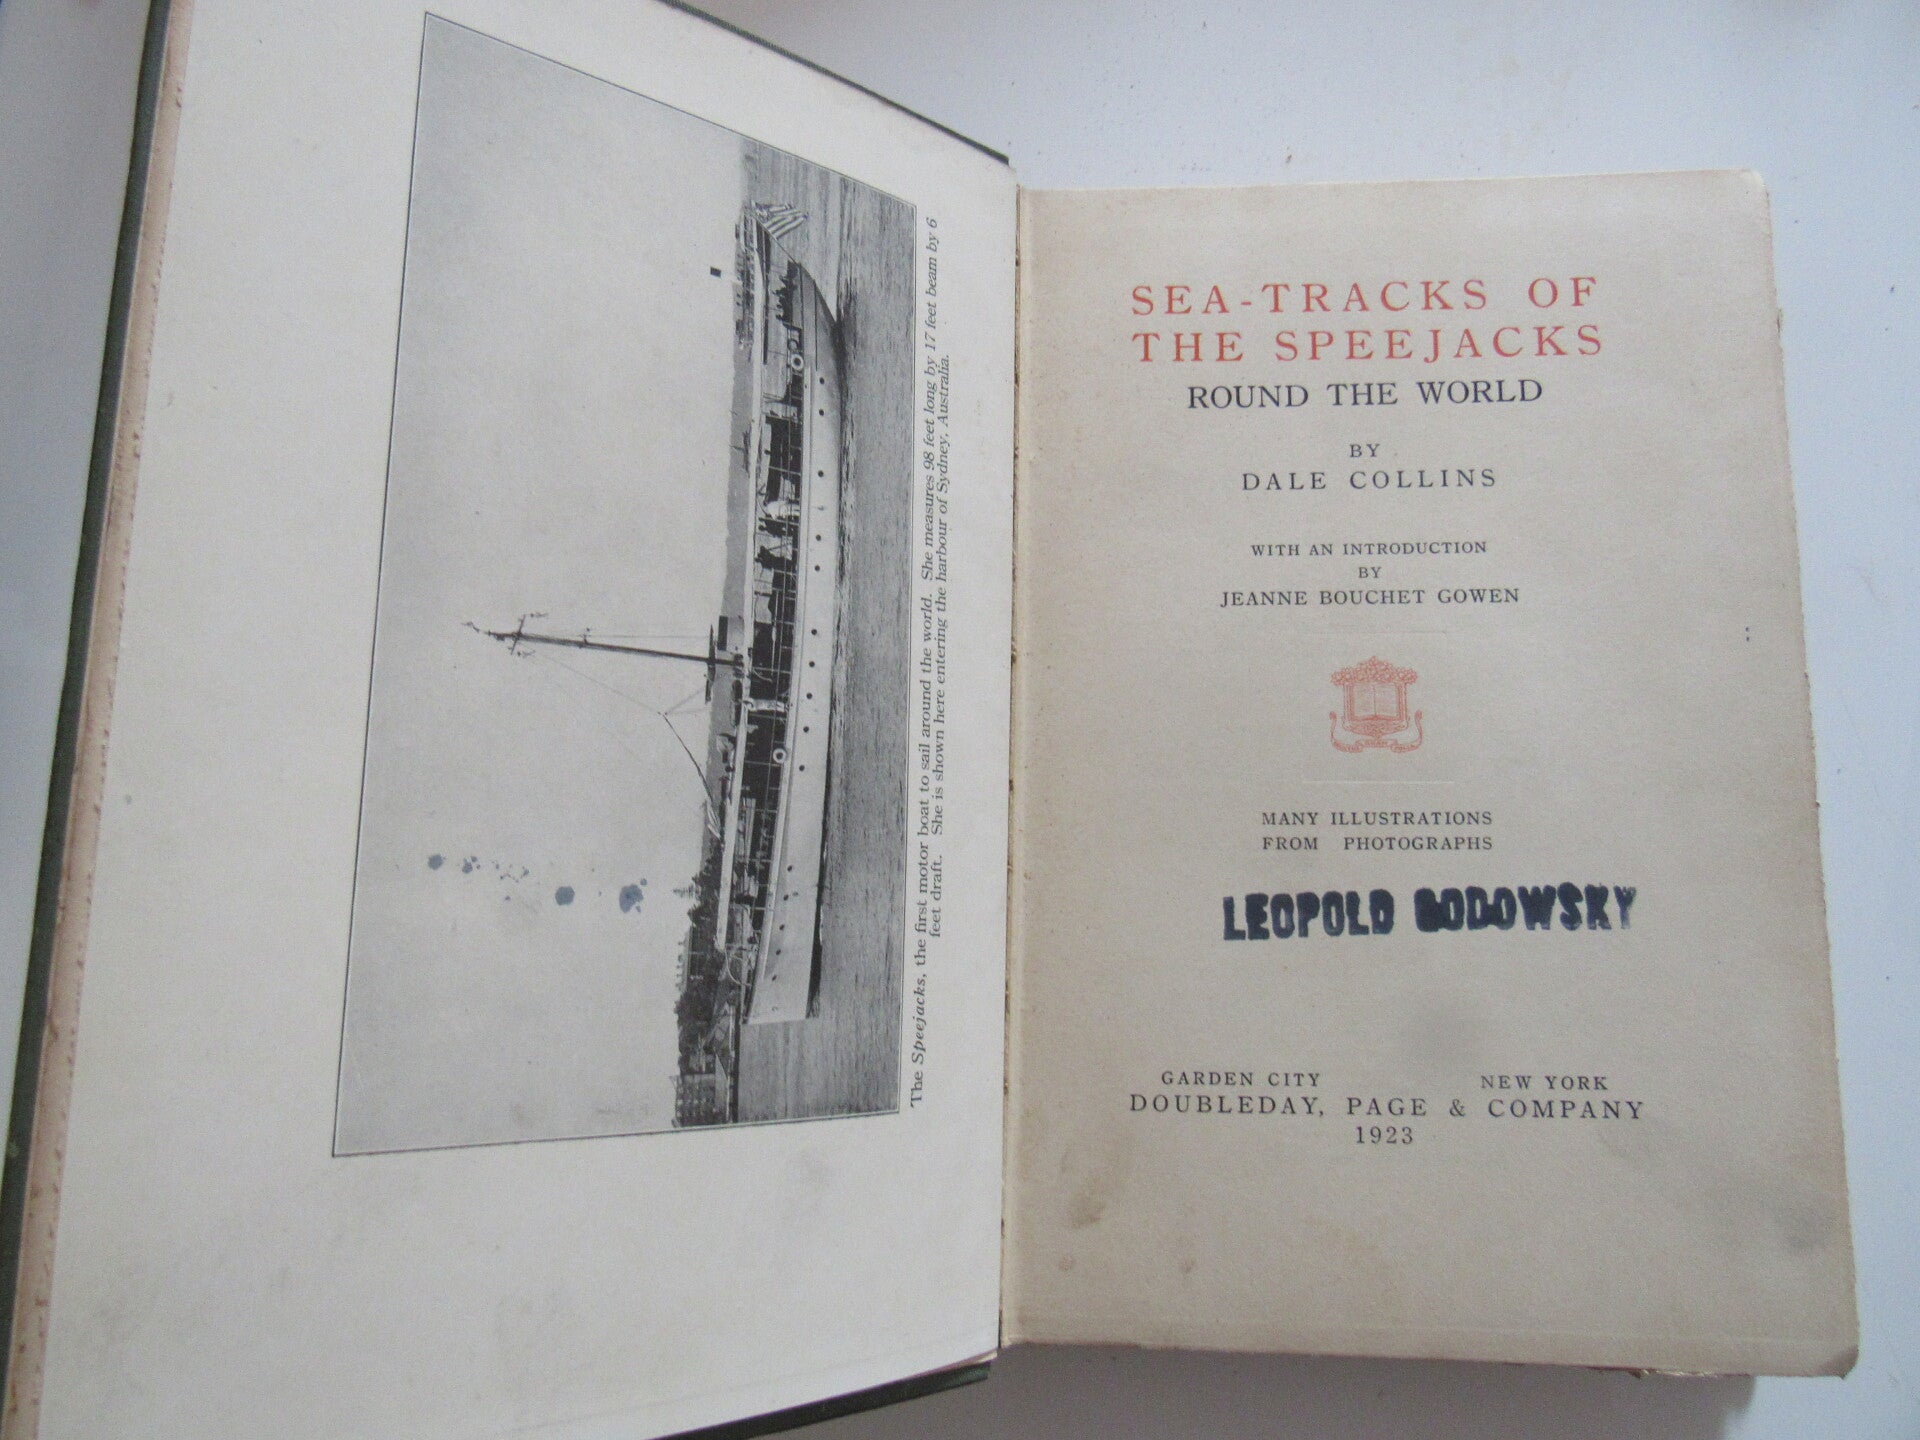 The Speejacks, the first motor boat to sail around the world. She measures 98 feet long by 17 feet beam by 6
feet draft. She is shown here entering the harbour of Sydney, Australia.
SEA-TRACKS OF
THE SPEEJACKS
ROUND THE WORLD
BY
DALE COLLINS
WITH AN INTRODUCTION
BY
JEANNE BOUCHET GOWEN
MANY ILLUSTRATIONS
FROM PHOTOGRAPHS
LEOPOLD GODOWSKY
GARDEN CITY NEW YORK
DOUBLEDAY, PAGE & COMPANY
1923